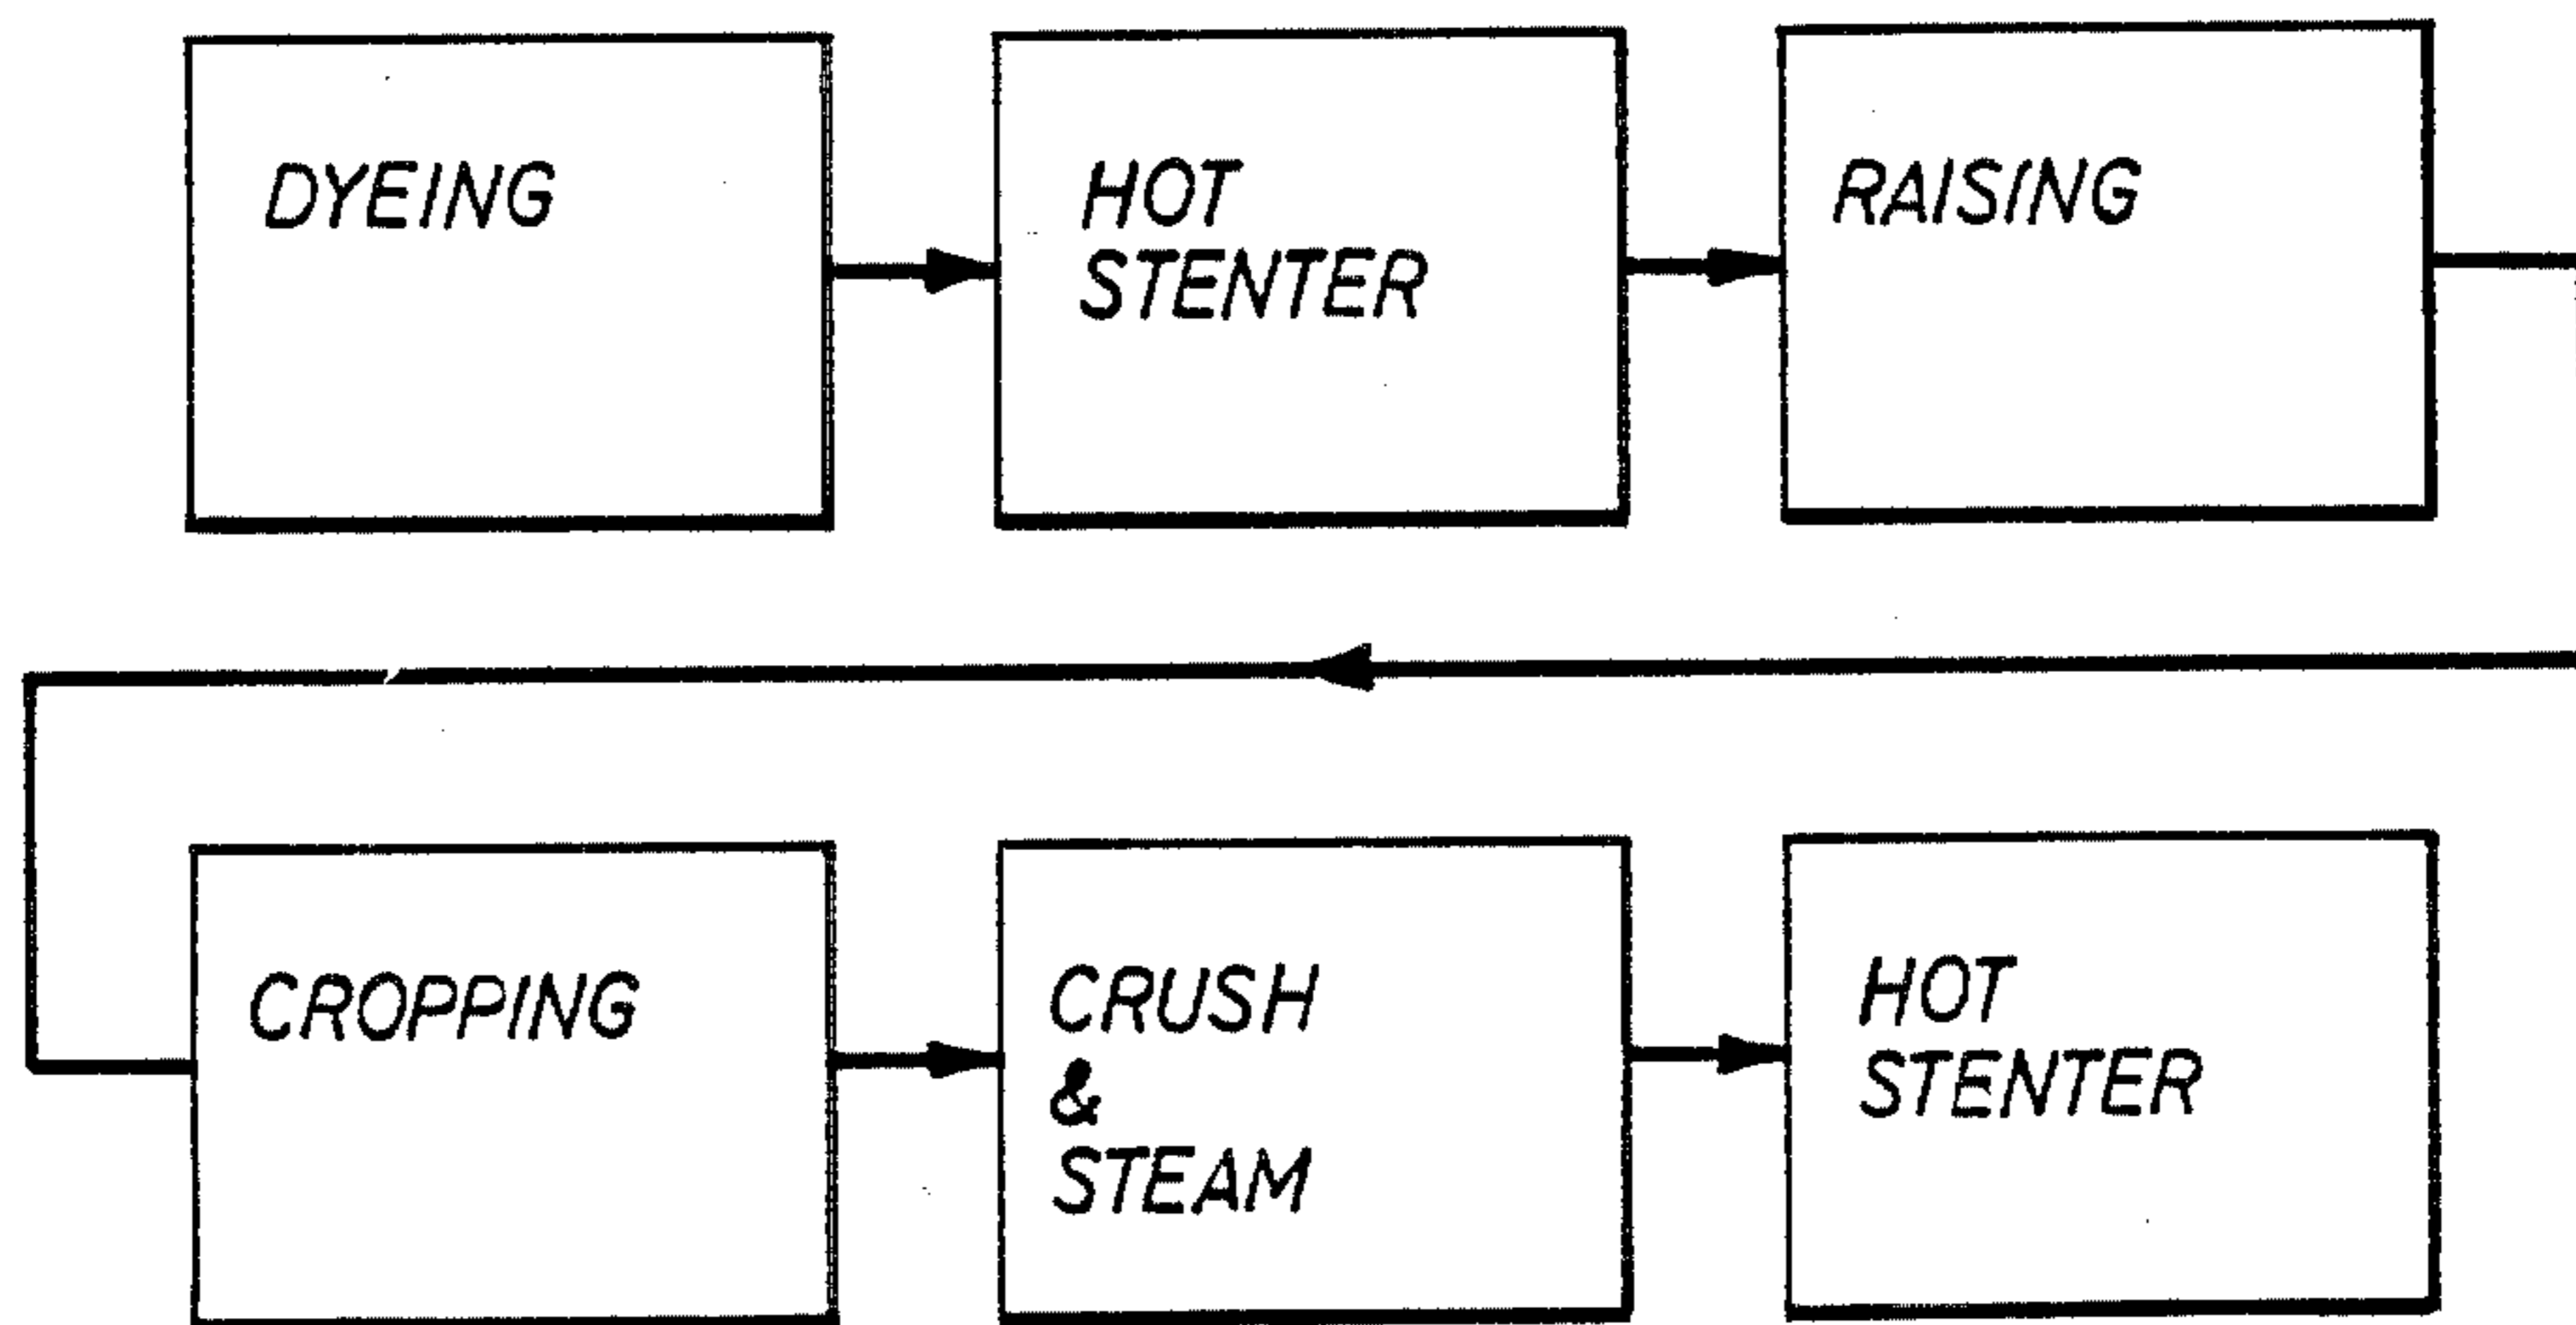 DYEING
HOT
STENTER
RAISING
CROPPING
CRUSH
&
STEAM
HOT
STENTER